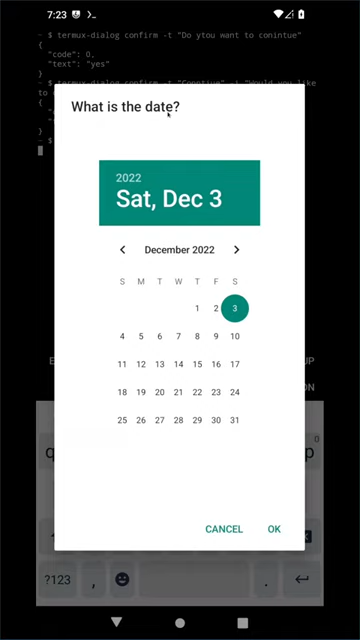 7:23
~ $ termux-dialog confirm -t "Do ytou want to conintue"
{
"code": 0,
"text": "yes"
}
~ $ termux-dialog confirm -t "Conntiue" -i "Would you like
to
{
}
~ $
What is the date?
2022
Sat, Dec 3
December 2022
S M T W T F S
1 2 3
4 5 6 7 8 9 10
11 12 13 14 15 16 17
18 19 20 21 22 23 24
25 26 27 28 29 30 31
CANCEL OK
?123 , .